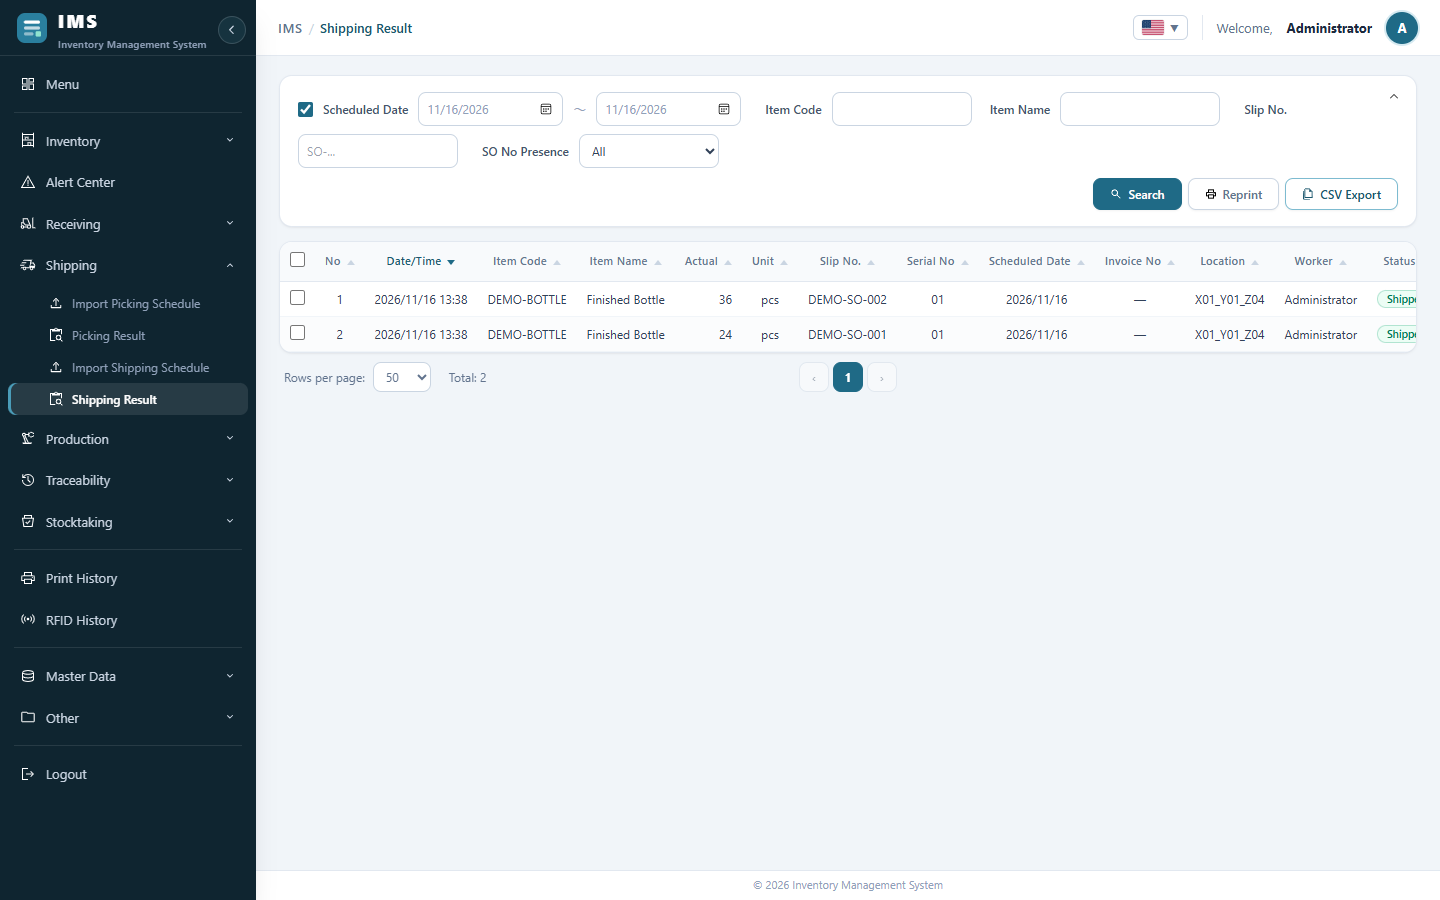 IMS
Inventory Management System
Menu
Inventory
Alert Center
Receiving
Shipping
Import Picking Schedule
Picking Result
Import Shipping Schedule
Shipping Result
Production
Traceability
Stocktaking
Print History
RFID History
Master Data
Other
Logout
IMS / Shipping Result
Welcome, Administrator A
Scheduled Date 11/16/2026 ~ 11/16/2026 Item Code Item Name Slip No.
SO-... SO No Presence All
Search Reprint CSV Export
No Date/Time Item Code Item Name Actual Unit Slip No. Serial No Scheduled Date Invoice No Location Worker Status
1 2026/11/16 13:38 DEMO-BOTTLE Finished Bottle 36 pcs DEMO-SO-002 01 2026/11/16 — X01_Y01_Z04 Administrator Shippe
2 2026/11/16 13:38 DEMO-BOTTLE Finished Bottle 24 pcs DEMO-SO-001 01 2026/11/16 — X01_Y01_Z04 Administrator Shippe
Rows per page: 50 Total: 2 ‹ 1 ›
© 2026 Inventory Management System